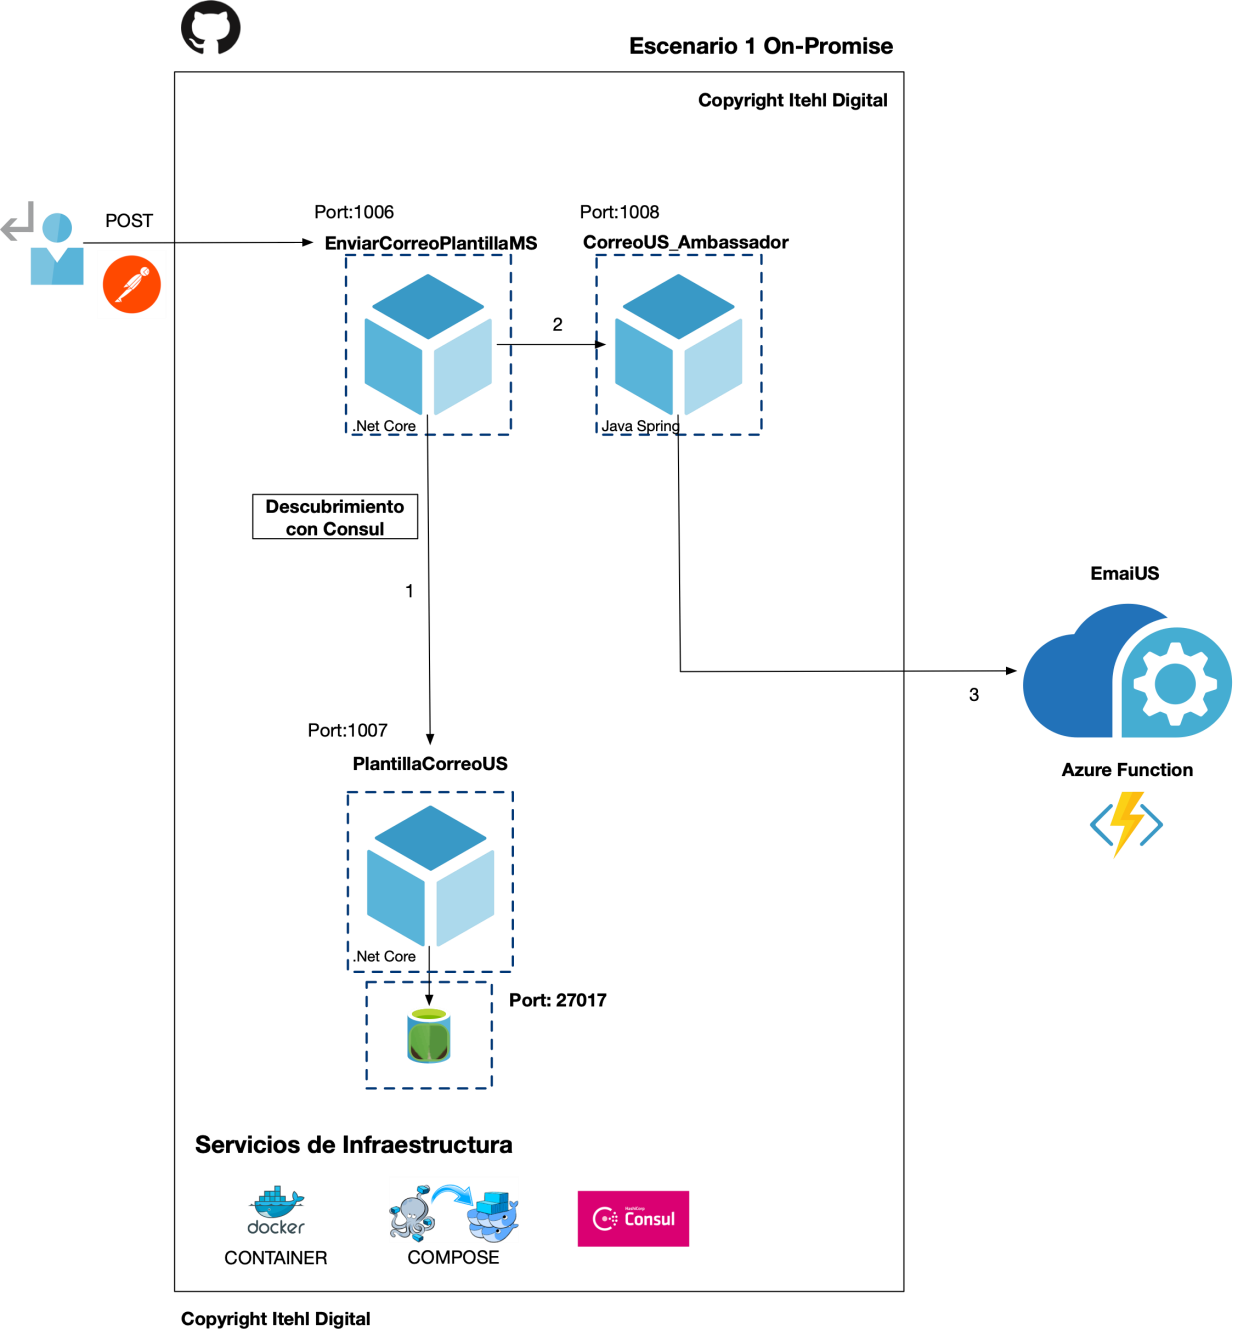 Escenario 1 On-Promise
Copyright Itehl Digital
POST
Port:1006
EnviarCorreoPlantillaMS
.Net Core
Port:1008
CorreoUS_Ambassador
Java Spring
2
Descubrimiento
con Consul
1
3
EmaiUS
Azure Function
Port:1007
PlantillaCorreoUS
.Net Core
Port: 27017
Servicios de Infraestructura
docker
CONTAINER
COMPOSE
HashiCorp
Consul
Copyright Itehl Digital